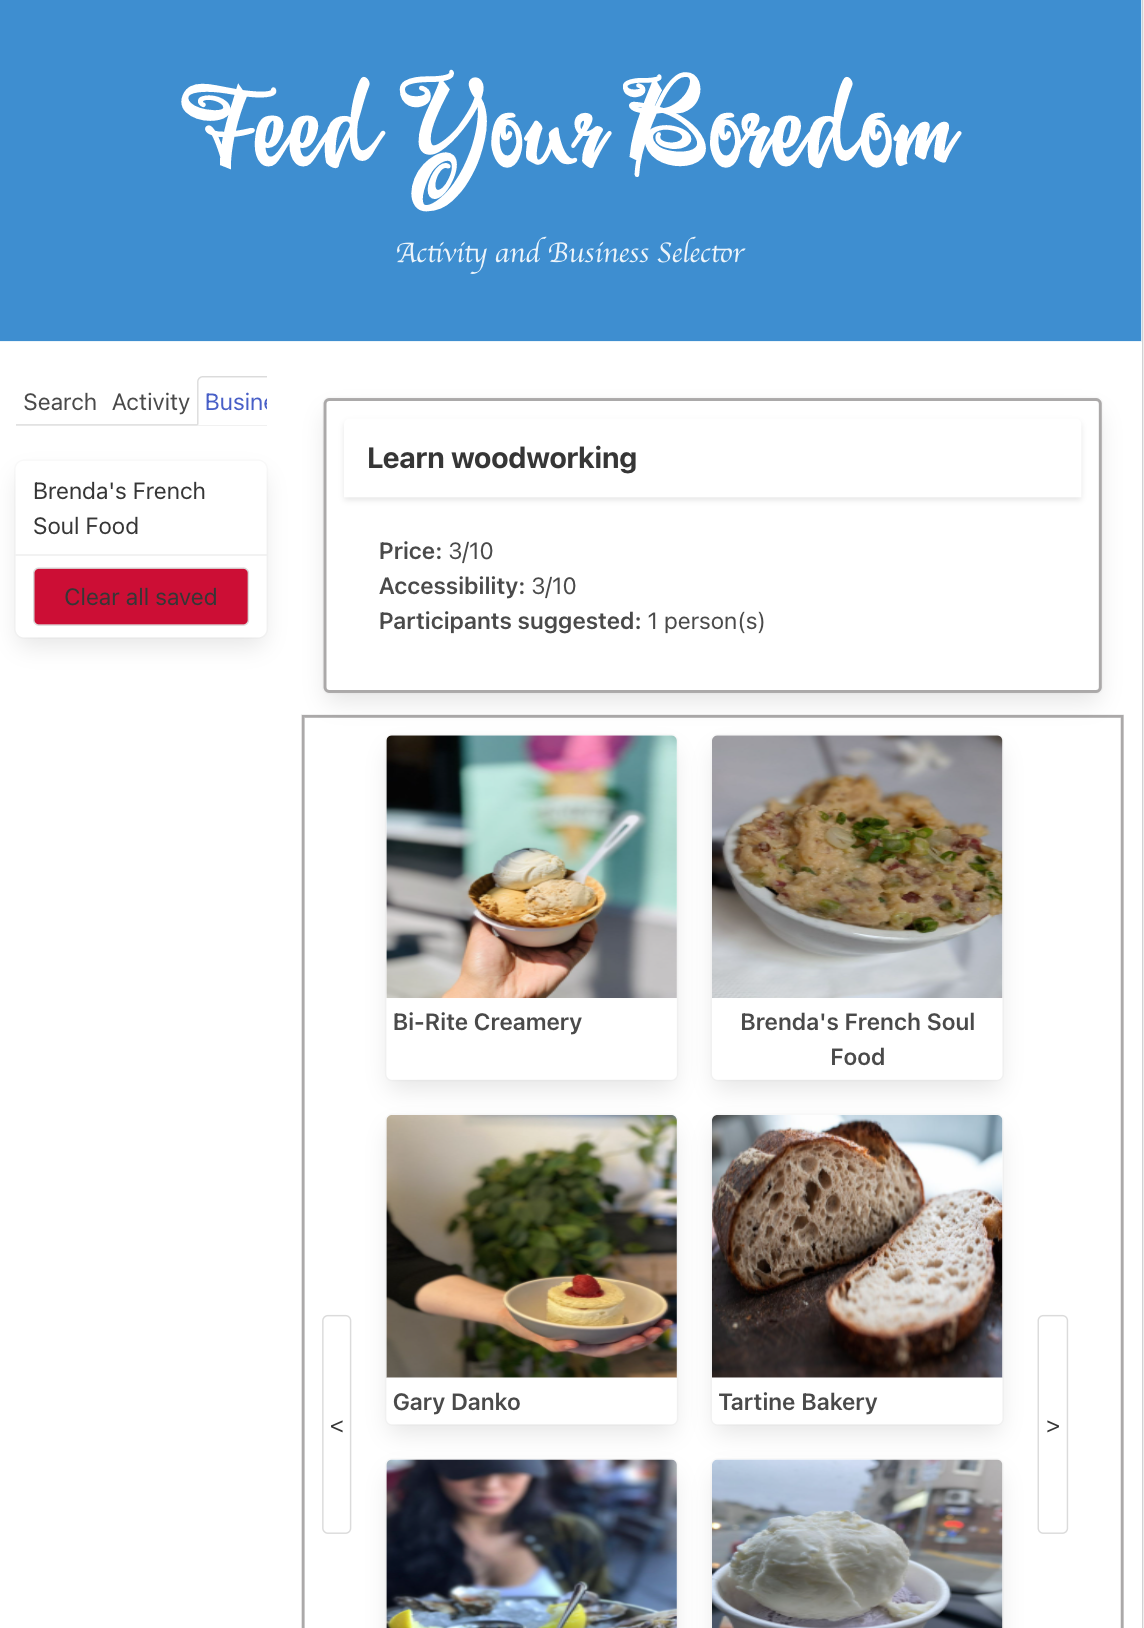 Feed Your Boredom
Activity and Business Selector
Search Activity Busine
Brenda's French
Soul Food
Clear all saved
Learn woodworking
Price: 3/10
Accessibility: 3/10
Participants suggested: 1 person(s)
Bi-Rite Creamery
Brenda's French Soul
Food
Gary Danko
Tartine Bakery
<
>